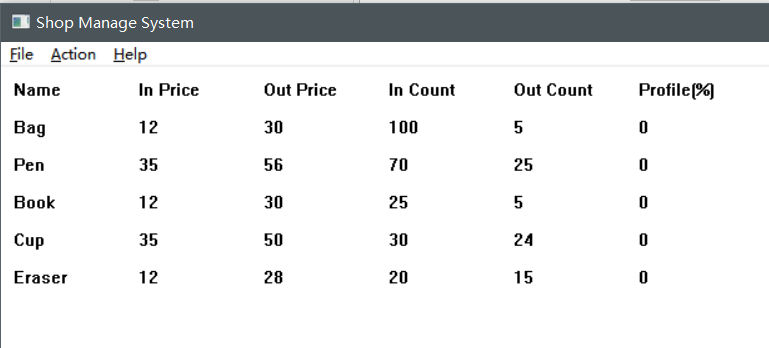 Shop Manage System
File Action Help
Name In Price Out Price In Count Out Count Profile(%)
Bag 12 30 100 5 0
Pen 35 56 70 25 0
Book 12 30 25 5 0
Cup 35 50 30 24 0
Eraser 12 28 20 15 0